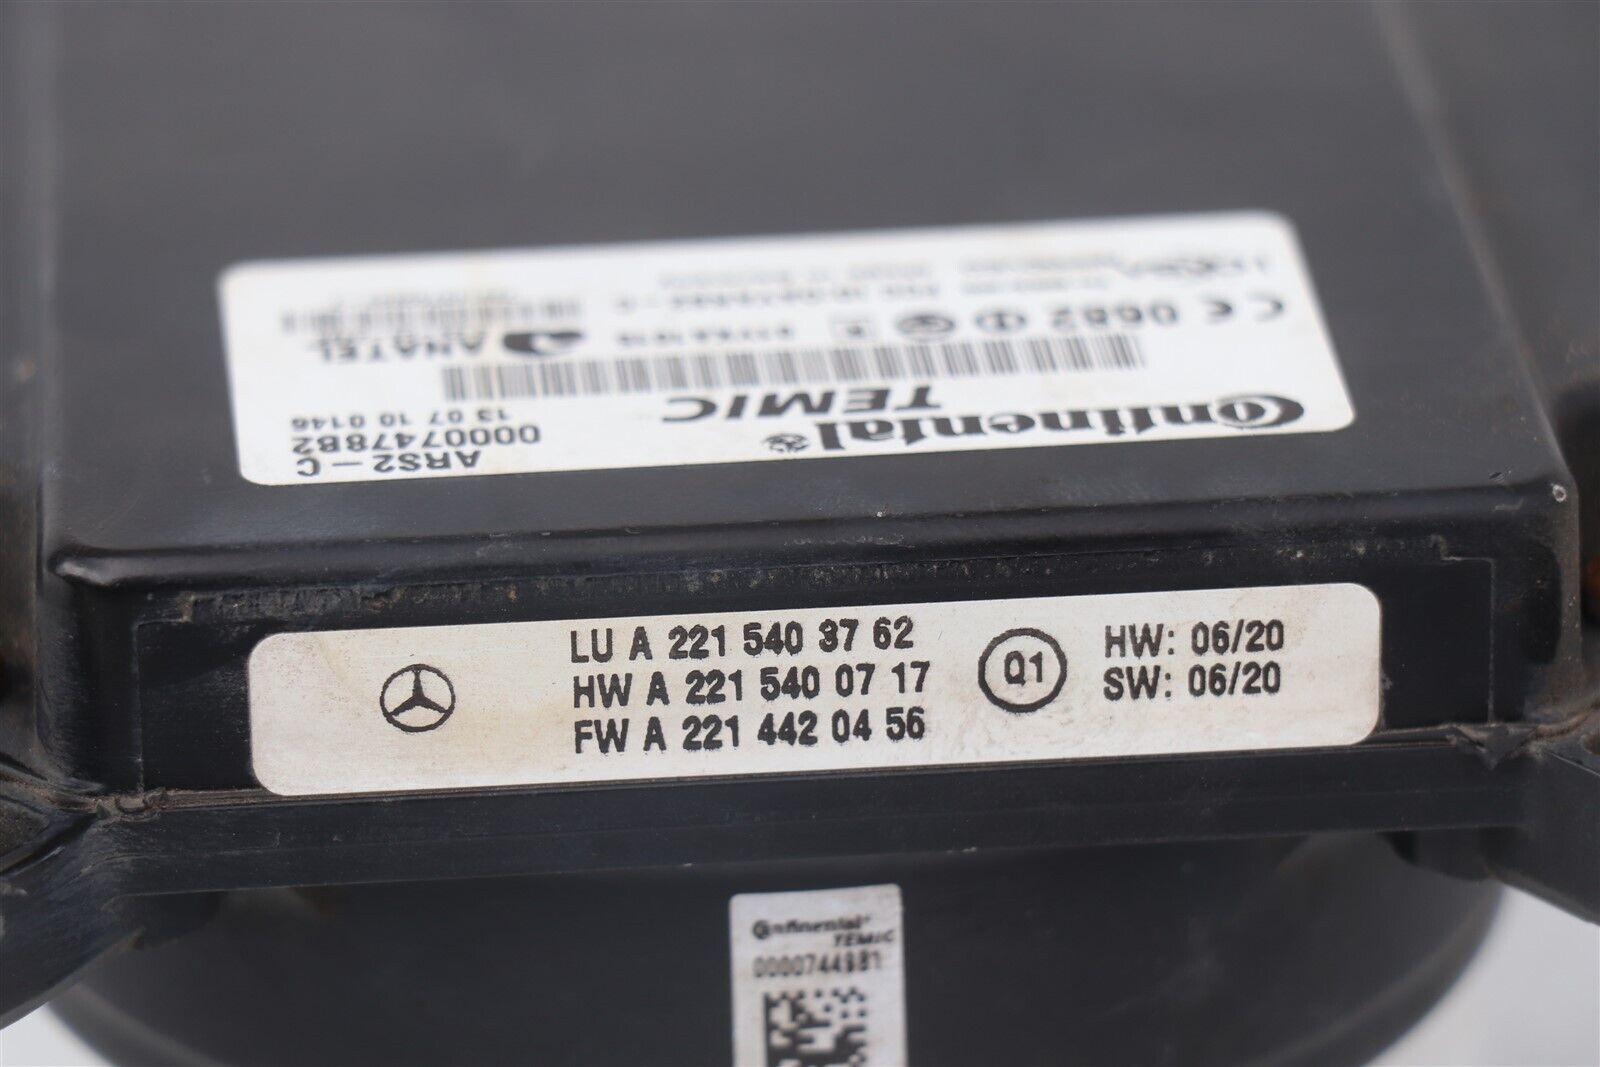 Continental
TEMIC
ARS2-C
0000747882
13 07 10 0146
CE 0682
ANATEL
LU A 221 540 37 62
HW A 221 540 07 17
FW A 221 442 04 56
Q1
HW: 06/20
SW: 06/20
Continental
TEMIC
0000744981